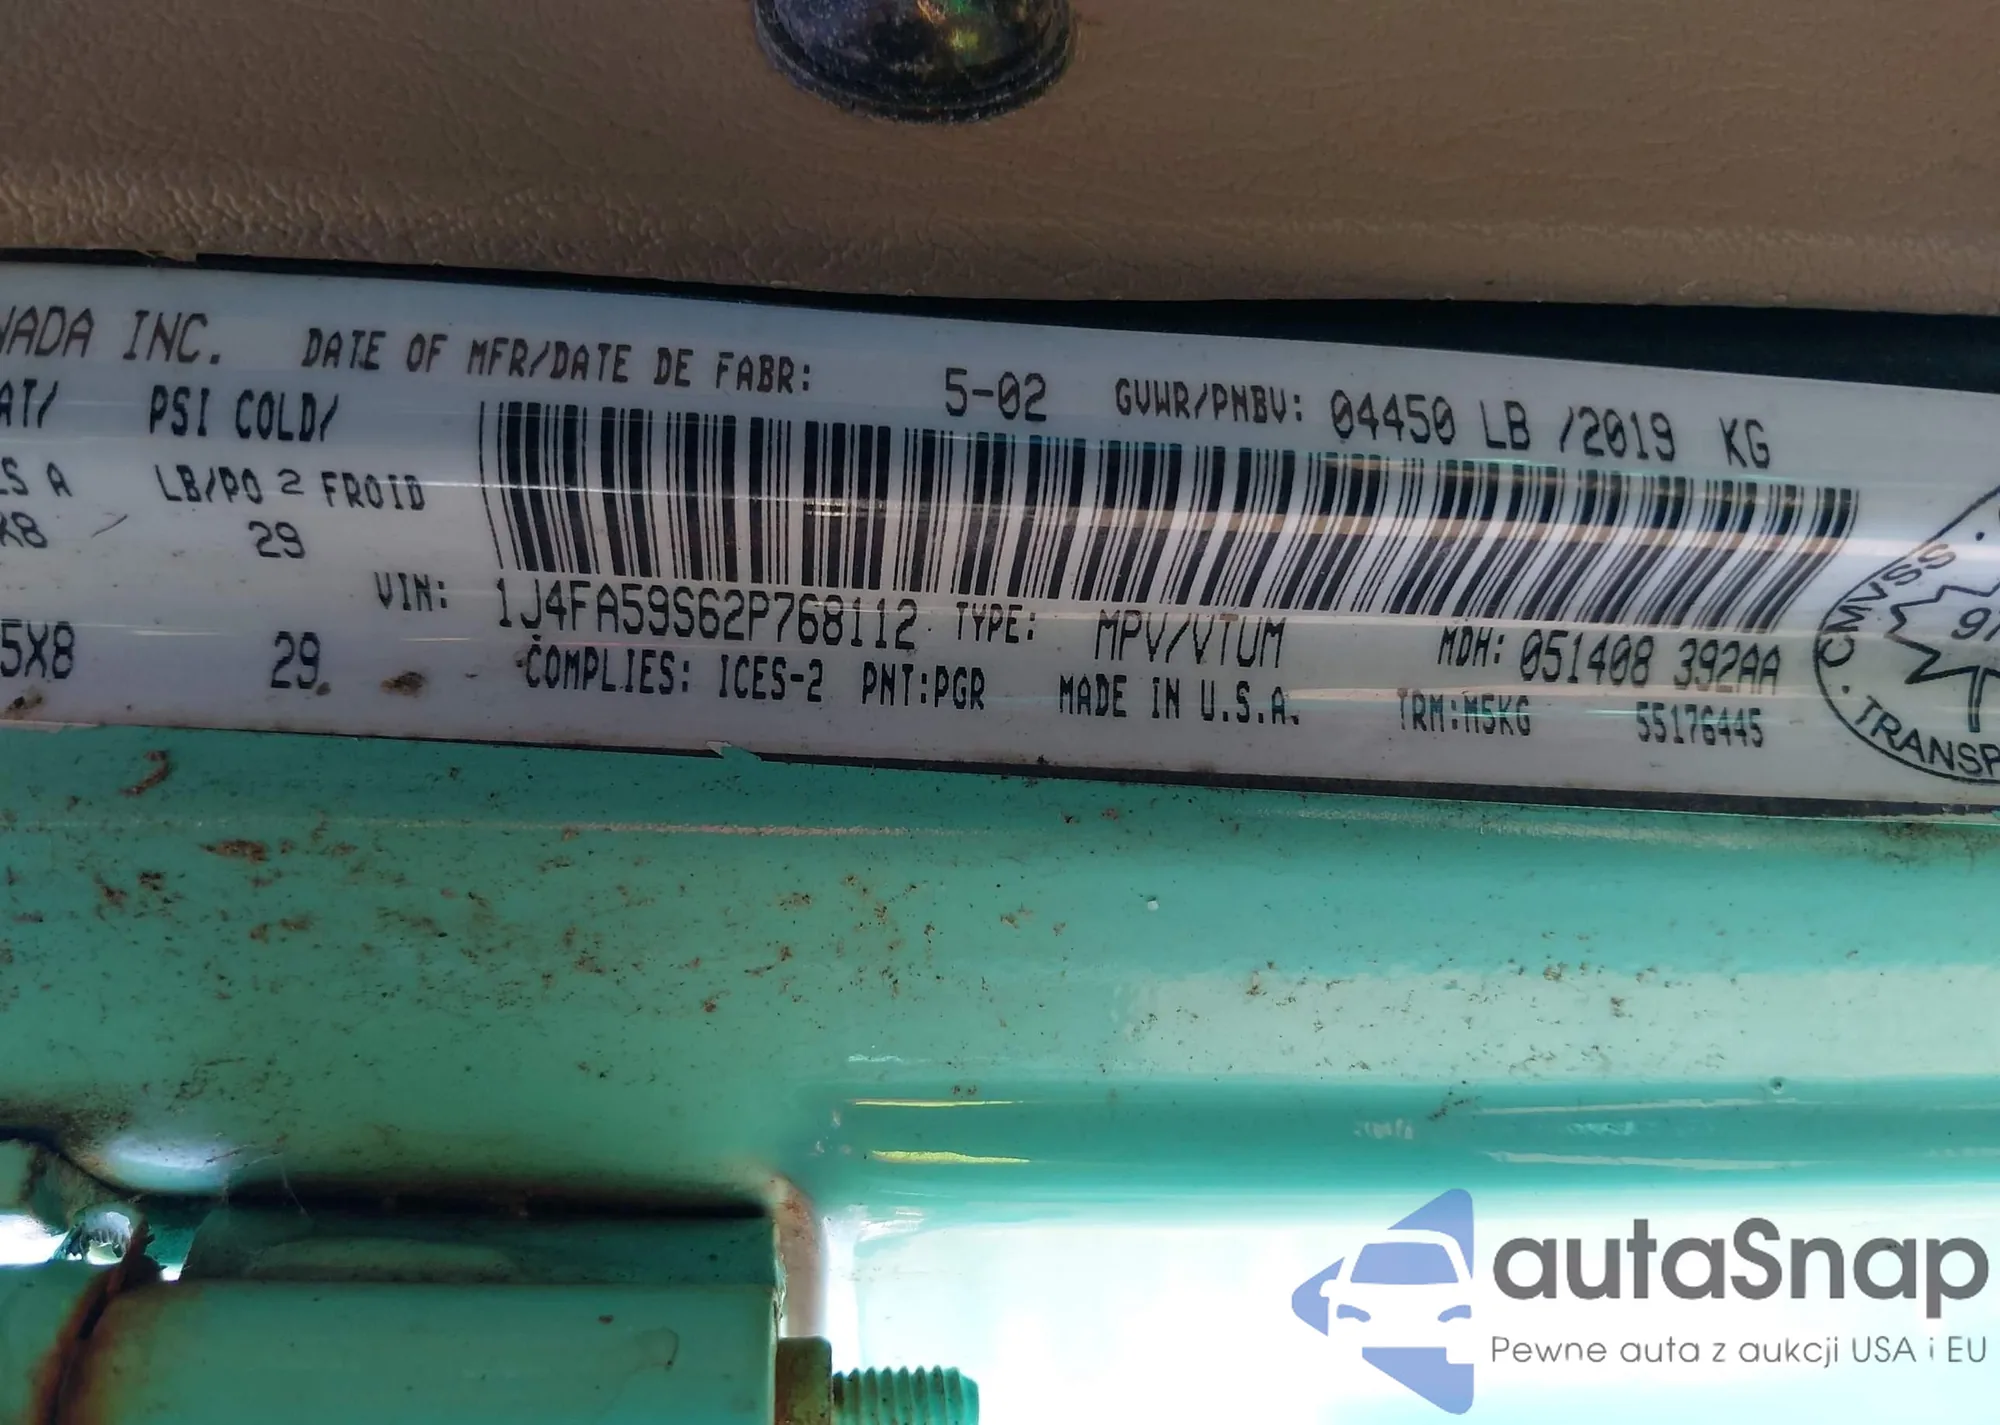 NADA INC. DATE OF MFR/DATE DE FABR: 5-02 GVWR/PNBV: 04450 LB /2019 KG
AT/ PSI COLD/
LS A LB/PO 2 FROID
X8 29
VIN: 1J4FA59S62P768112 TYPE: MPV/VTUM MDH: 051408 392AA
5X8 29 COMPLIES: ICES-2 PNT:PGR MADE IN U.S.A. TRM:M5KG 55176445
CMVSS
97
TRANSP
autaSnap
Pewne auta z aukcji USA i EU